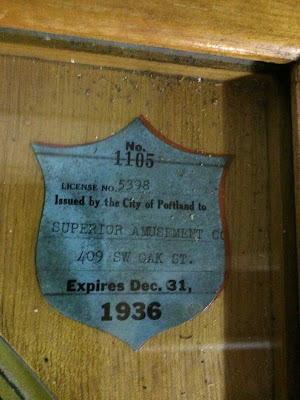 No.
1105
LICENSE NO. 5398
Issued by the City of Portland to
SUPERIOR AMUSEMENT CO
409 SW OAK ST.
Expires Dec. 31,
1936